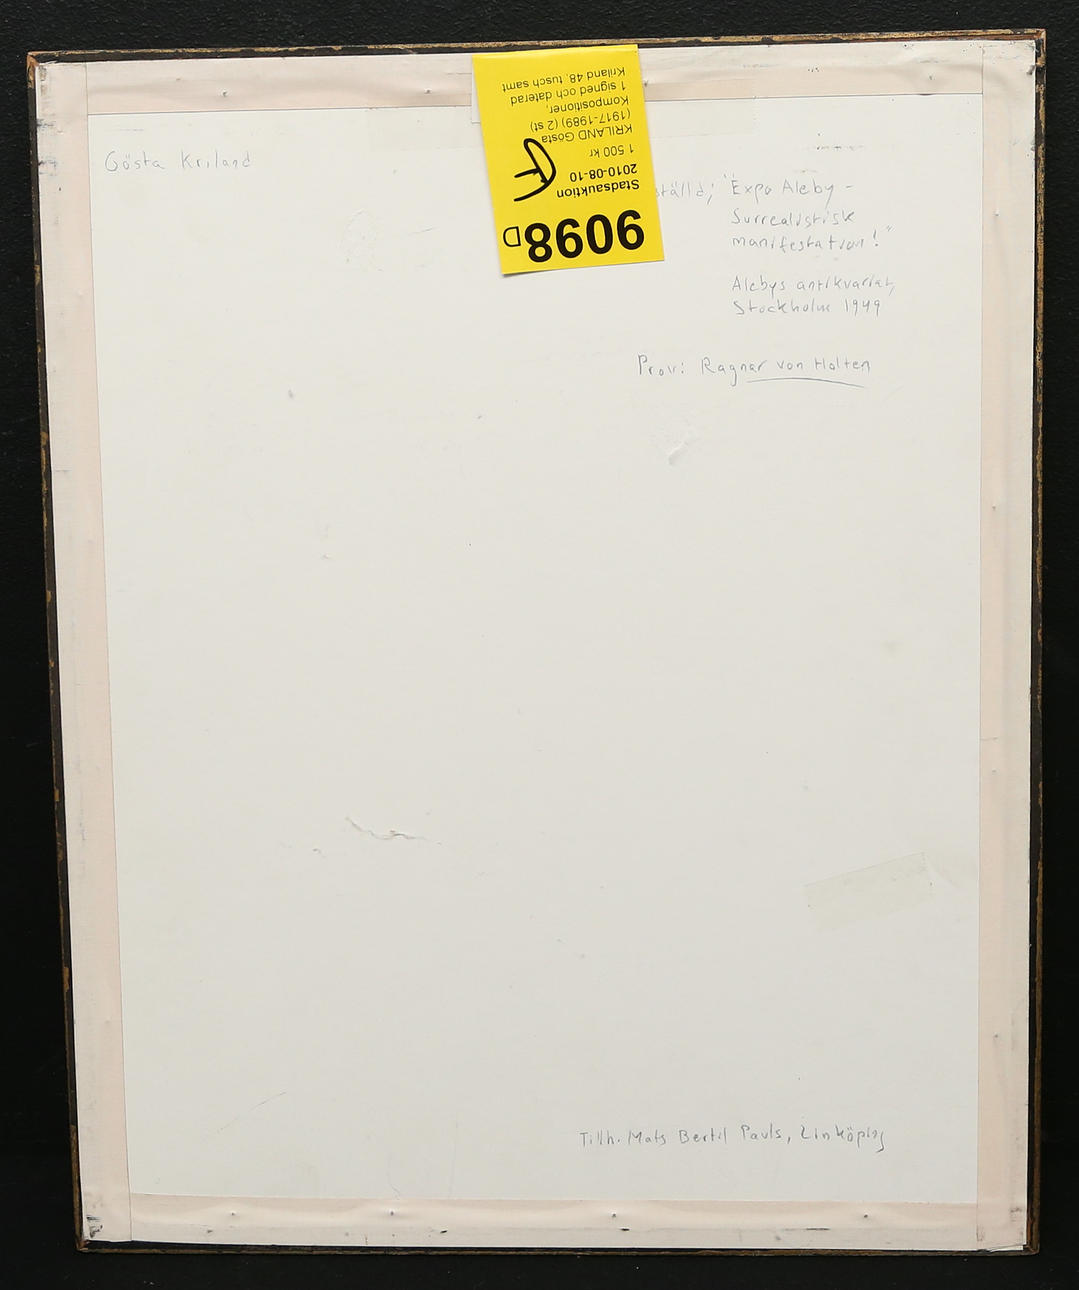 Gösta Kriland
9098 D
Stadsauktion
2010-08-10
1 500 kr
KRILAND Gösta
(1917-1989) (2 st)
Kompositioner,
1 signed och daterad
Kriland 48, tusch samt
ställd; "Expo Aleby -
Surrealistisk
manifestation!"
Alebys antikvariat,
Stockholm 1949
Prov: Ragnar von Holten
Tillh. Mats Bertil Pauls, Linköping